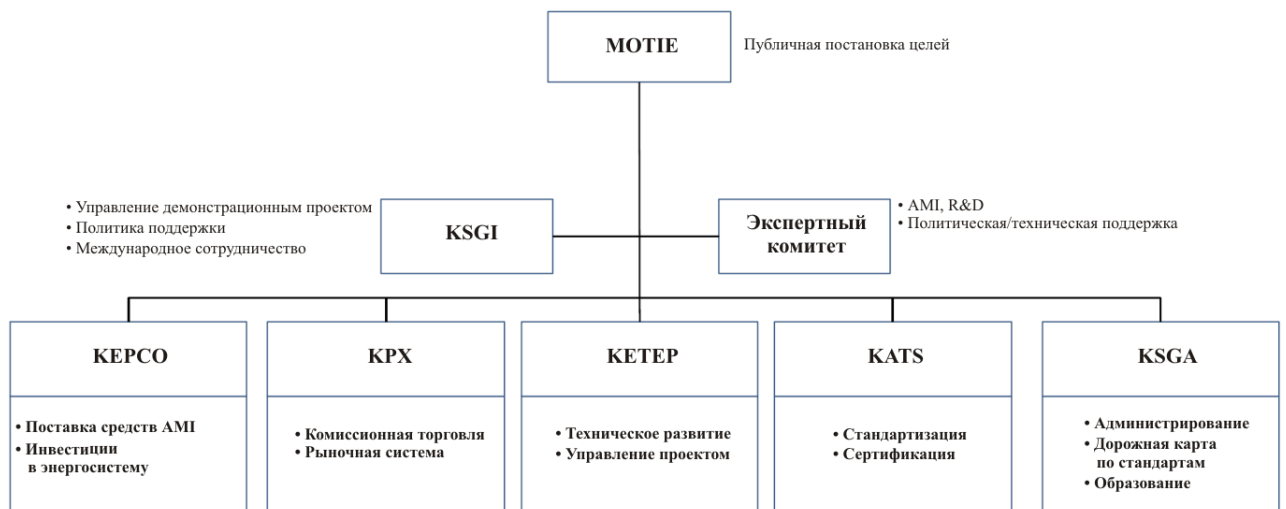 MOTIE
Публичная постановка целей
• Управление демонстрационным проектом
• Политика поддержки
• Международное сотрудничество
KSGI
Экспертный
комитет
• AMI, R&D
• Политическая/техническая поддержка
KEPCO
• Поставка средств AMI
• Инвестиции
в энергосистему
KPX
• Комиссионная торговля
• Рыночная система
KETEP
• Техническое развитие
• Управление проектом
KATS
• Стандартизация
• Сертификация
KSGA
• Администрирование
• Дорожная карта
по стандартам
• Образование